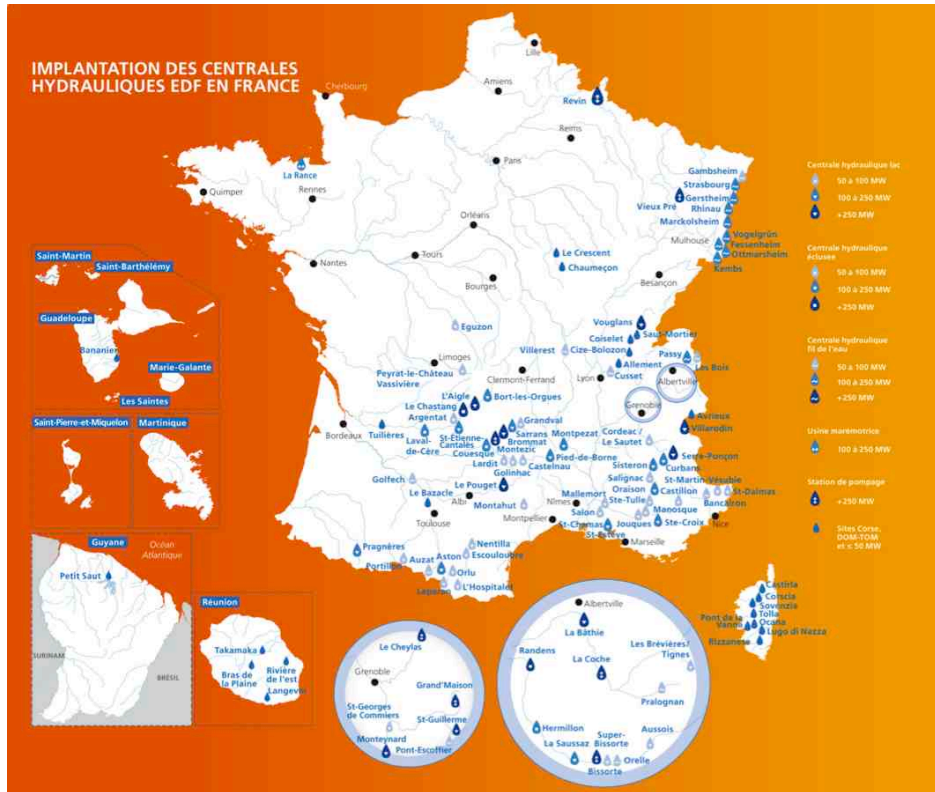 IMPLANTATION DES CENTRALES
HYDRAULIQUES EDF EN FRANCE
Cherbourg
Lille
Amiens
Revin
Reims
La Rance
Paris
Quimper
Rennes
Orléans
Nantes
Tours
Bourges
Gambsheim
Strasbourg
Gerstheim
Vieux Pré
Rhinau
Marckolsheim
Mulhouse
Vogelgrün
Fessenheim
Ottmarsheim
Kembs
Le Crescent
Chaumeçon
Besançon
Centrale hydraulique lac
50 à 100 MW
100 à 250 MW
+250 MW
Centrale hydraulique
éclusée
50 à 100 MW
100 à 250 MW
+250 MW
Centrale hydraulique
fil de l'eau
50 à 100 MW
100 à 250 MW
+250 MW
Usine marémotrice
100 à 250 MW
Station de pompage
+250 MW
Sites Corse,
DOM-TOM
et ≤ 50 MW
Saint-Martin
Saint-Barthélémy
Guadeloupe
Bananier
Marie-Galante
Les Saintes
Saint-Pierre-et-Miquelon
Martinique
Guyane
Océan
Atlantique
Petit Saut
SURINAM
BRÉSIL
Réunion
Takamaka
Bras de
la Plaine
Rivière
de l'est
Langevin
Eguzon
Vouglans
Saut-Mortier
Coiselet
Villerest
Cize-Bolozon
Allement
Cusset
Passy
Les Bois
Limoges
Peyrat-le-Château
Vassivière
Clermont-Ferrand
Lyon
Albertville
Grenoble
L'Aigle
Bort-les-Orgues
Le Chastang
Argentat
Bordeaux
Tuilières
Laval-
de-Cère
St-Étienne-
Cantalès
Couesque
Grandval
Sarrans
Brommat
Montezic
Lardit
Golinhac
Castelnau
Montpezat
Pied-de-Borne
Cordeac /
Le Sautet
Avrieux
Villarodin
Serre-Ponçon
Sisteron
Curbans
Salignac
St-Martin-Vésubie
Oraison
Castillon
St-Dalmas
Bancairon
Golfech
Le Pouget
Le Bazacle
Albi
Montahut
Toulouse
Nîmes
Montpellier
Mallemort
Ste-Tulle
Salon
Manosque
St-Chamas
Jouques
Ste-Croix
St-Estève
Marseille
Nice
Pragnères
Portillon
Auzat
Aston
Nentilla
Escouloubre
Orlu
Laparan
L'Hospitalet
Castirla
Corscia
Sovenzia
Tolla
Pont de la
Vanna
Ocana
Lugo di Nazza
Rizzanese
Le Cheylas
Grenoble
Grand'Maison
St-Georges
de Commiers
St-Guillerme
Monteynard
Pont-Escoffier
Albertville
La Bâthie
Randens
La Coche
Les Brévières/
Tignes
Pralognan
Hermillon
La Saussaz
Super-
Bissorte
Aussois
Bissorte
Orelle